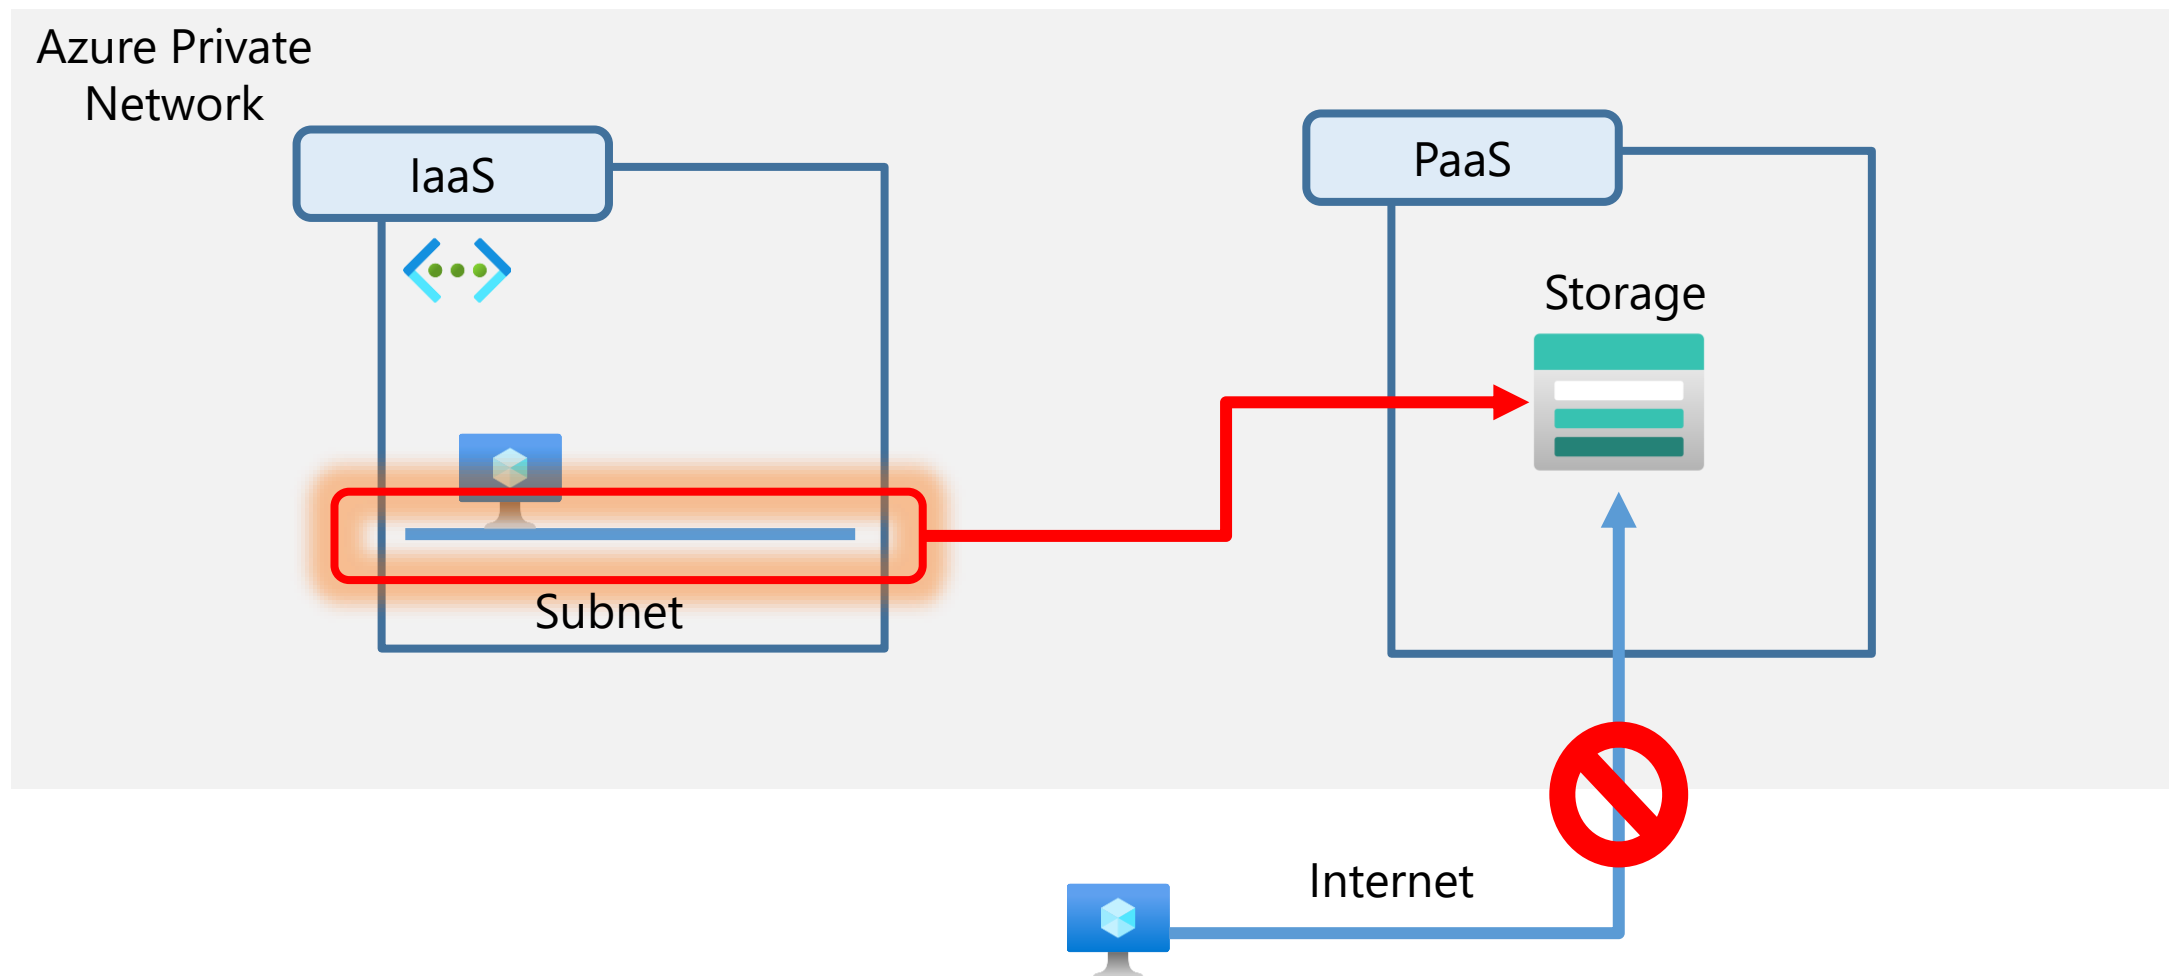 Azure Private
Network
IaaS
PaaS
Storage
Subnet
Internet